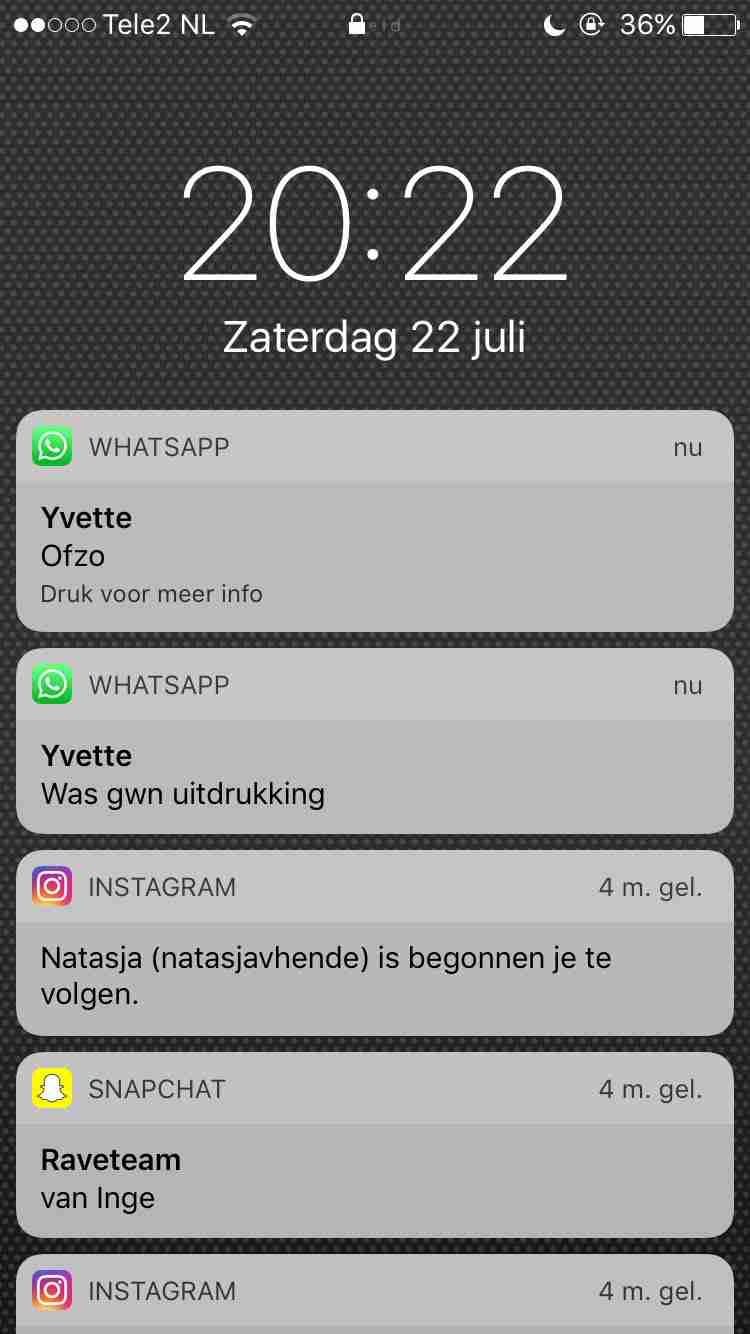 Tele2 NL 36%
20:22
Zaterdag 22 juli
WHATSAPP nu
Yvette
Ofzo
Druk voor meer info
WHATSAPP nu
Yvette
Was gwn uitdrukking
INSTAGRAM 4 m. gel.
Natasja (natasjavhende) is begonnen je te
volgen.
SNAPCHAT 4 m. gel.
Raveteam
van Inge
INSTAGRAM 4 m. gel.